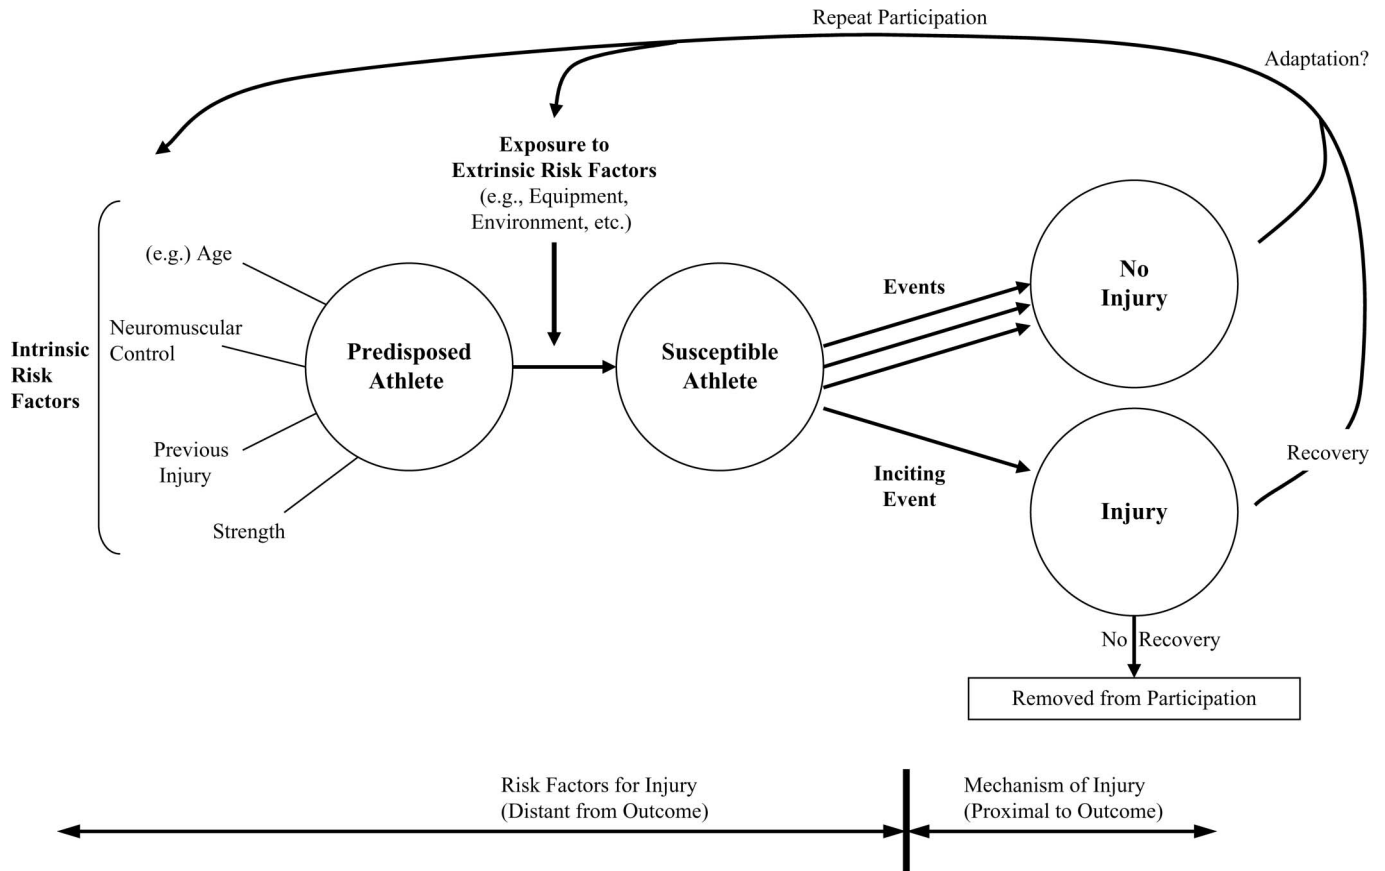 Repeat Participation
Adaptation?
Exposure to
Extrinsic Risk Factors
(e.g., Equipment,
Environment, etc.)
(e.g.) Age
Neuromuscular
Control
Intrinsic
Risk
Factors
Previous
Injury
Strength
Predisposed
Athlete
Susceptible
Athlete
Events
Inciting
Event
No
Injury
Injury
Recovery
No Recovery
Removed from Participation
Risk Factors for Injury
(Distant from Outcome)
Mechanism of Injury
(Proximal to Outcome)